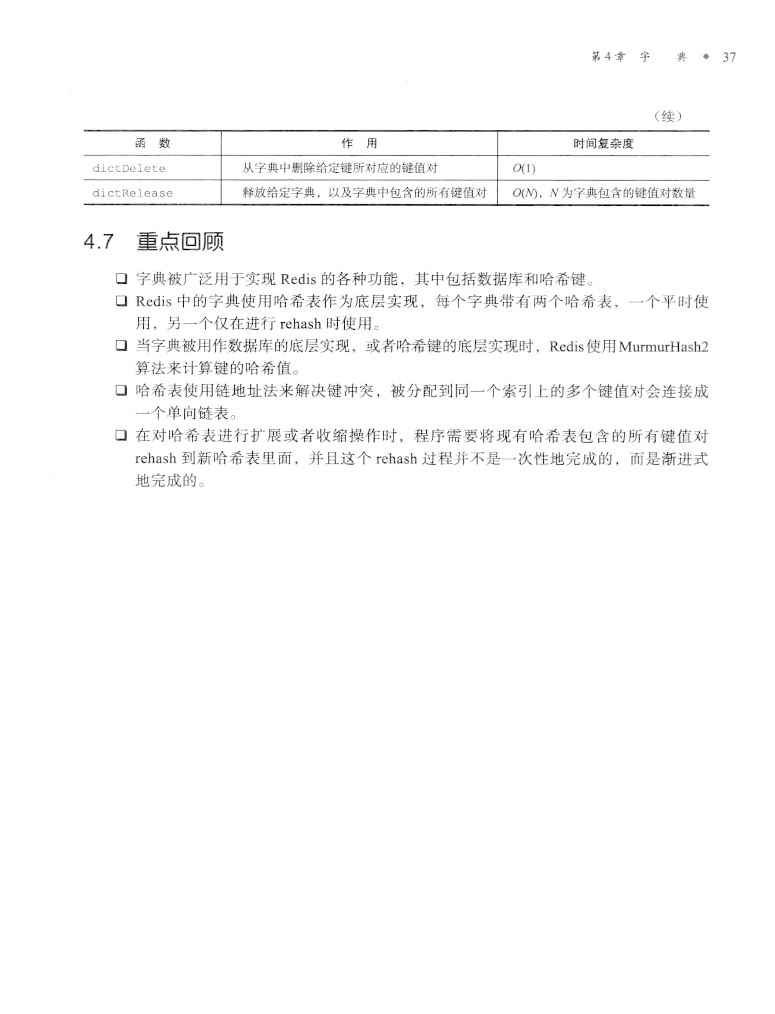 第4章 字 典 ◆ 37
（续）
函 数 作 用 时间复杂度
dictDelete 从字典中删除给定键所对应的键值对 O(1)
dictRelease 释放给定字典，以及字典中包含的所有键值对 O(N)，N 为字典包含的键值对数量
4.7 重点回顾
❑ 字典被广泛用于实现 Redis 的各种功能，其中包括数据库和哈希键。
❑ Redis 中的字典使用哈希表作为底层实现，每个字典带有两个哈希表，一个平时使
用，另一个仅在进行 rehash 时使用。
❑ 当字典被用作数据库的底层实现，或者哈希键的底层实现时，Redis 使用 MurmurHash2
算法来计算键的哈希值。
❑ 哈希表使用链地址法来解决键冲突，被分配到同一个索引上的多个键值对会连接成
一个单向链表。
❑ 在对哈希表进行扩展或者收缩操作时，程序需要将现有哈希表包含的所有键值对
rehash 到新哈希表里面，并且这个 rehash 过程并不是一次性地完成的，而是渐进式
地完成的。